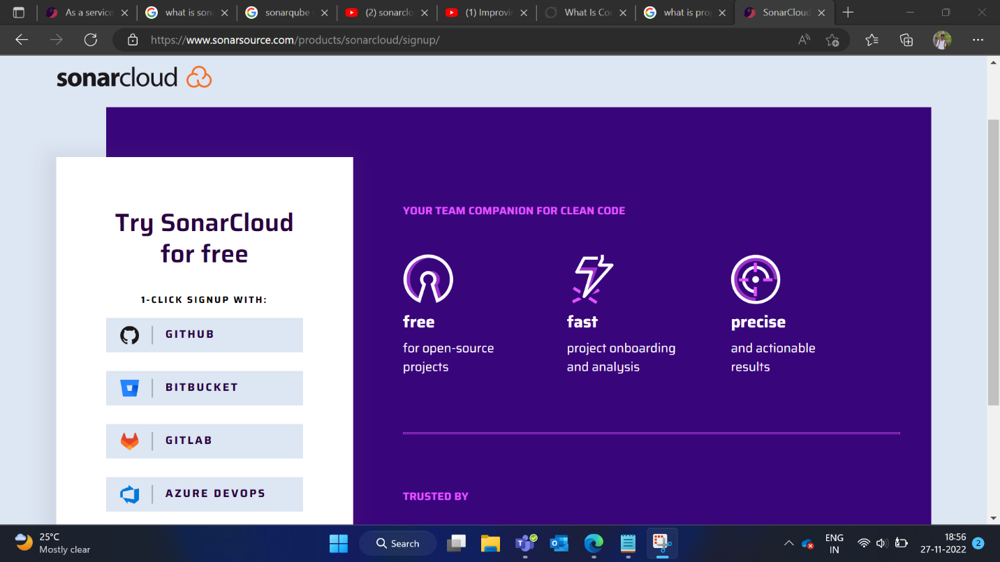 As a service
what is son
sonarqube
(2) sonarclo
(1) Improvin
What Is Co
what is pro
SonarCloud
https://www.sonarsource.com/products/sonarcloud/signup/
sonarcloud
Try SonarCloud
for free
1-CLICK SIGNUP WITH:
GITHUB
BITBUCKET
GITLAB
AZURE DEVOPS
YOUR TEAM COMPANION FOR CLEAN CODE
free
for open-source
projects
fast
project onboarding
and analysis
precise
and actionable
results
TRUSTED BY
25°C
Mostly clear
Search
ENG
IN
18:56
27-11-2022
2